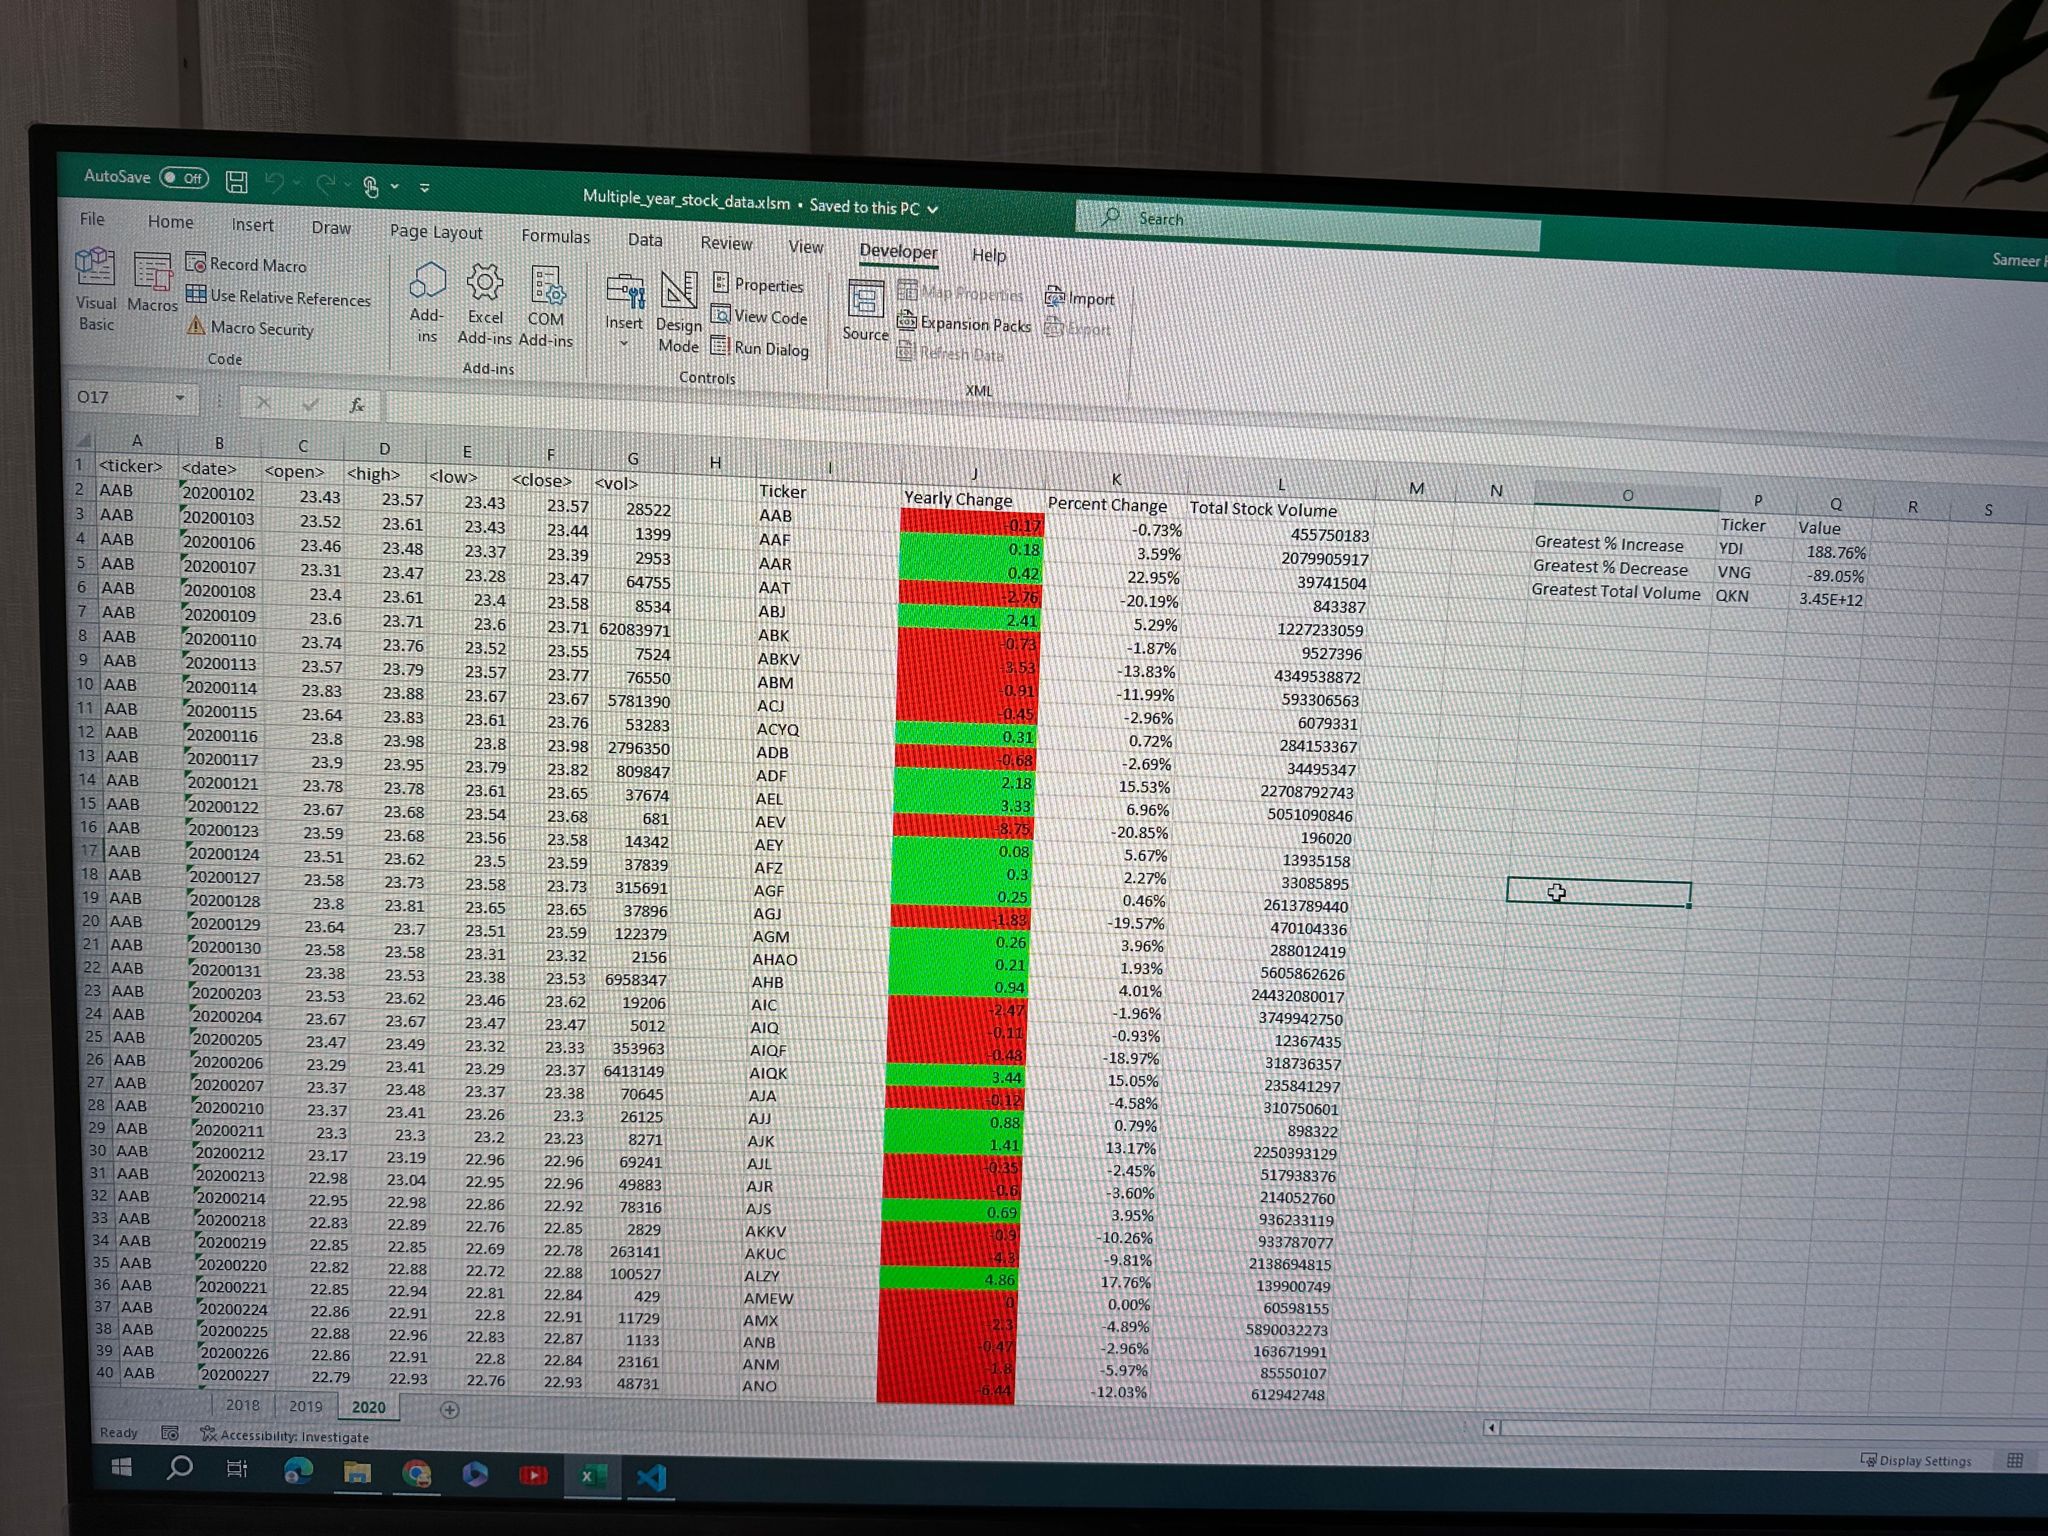 AutoSave Off Multiple_year_stock_data.xlsm • Saved to this PC Search Sameer
File Home Insert Draw Page Layout Formulas Data Review View Developer Help
Visual Basic Macros Record Macro Use Relative References Macro Security
Add-ins Excel Add-ins COM Add-ins
Insert Design Mode Properties View Code Run Dialog
Source Map Properties Expansion Packs Refresh Data Import Export
Code Add-ins Controls XML
O17 fx
A B C D E F G H I J K L M N O P Q R S
1 <ticker> <date> <open> <high> <low> <close> <vol> Ticker Yearly Change Percent Change Total Stock Volume Ticker Value
2 AAB 20200102 23.43 23.57 23.43 23.57 28522 AAB -0.17 -0.73% 455750183 Greatest % Increase YDI 188.76%
3 AAB 20200103 23.52 23.61 23.43 23.44 1399 AAF 0.18 3.59% 2079905917 Greatest % Decrease VNG -89.05%
4 AAB 20200106 23.46 23.48 23.37 23.39 2953 AAR 0.42 22.95% 39741504 Greatest Total Volume QKN 3.45E+12
5 AAB 20200107 23.31 23.47 23.28 23.47 64755 AAT -2.76 -20.19% 843387
6 AAB 20200108 23.4 23.61 23.4 23.58 8534 ABJ 2.41 5.29% 1227233059
7 AAB 20200109 23.6 23.71 23.6 23.71 62083971 ABK -0.73 -1.87% 9527396
8 AAB 20200110 23.74 23.76 23.52 23.55 7524 ABKV -3.53 -13.83% 4349538872
9 AAB 20200113 23.57 23.79 23.57 23.77 76550 ABM -0.91 -11.99% 593306563
10 AAB 20200114 23.83 23.88 23.67 23.67 5781390 ACJ -0.45 -2.96% 6079331
11 AAB 20200115 23.64 23.83 23.61 23.76 53283 ACYQ 0.31 0.72% 284153367
12 AAB 20200116 23.8 23.98 23.8 23.98 2796350 ADB -0.68 -2.69% 34495347
13 AAB 20200117 23.9 23.95 23.79 23.82 809847 ADF 2.18 15.53% 22708792743
14 AAB 20200121 23.78 23.78 23.61 23.65 37674 AEL 3.33 6.96% 5051090846
15 AAB 20200122 23.67 23.68 23.54 23.68 681 AEV -8.75 -20.85% 196020
16 AAB 20200123 23.59 23.68 23.56 23.58 14342 AEY 0.08 5.67% 13935158
17 AAB 20200124 23.51 23.62 23.5 23.59 37839 AFZ 0.3 2.27% 33085895
18 AAB 20200127 23.58 23.73 23.58 23.73 315691 AGF 0.25 0.46% 2613789440
19 AAB 20200128 23.8 23.81 23.65 23.65 37896 AGJ -1.83 -19.57% 470104336
20 AAB 20200129 23.64 23.7 23.51 23.59 122379 AGM 0.26 3.96% 288012419
21 AAB 20200130 23.58 23.58 23.31 23.32 2156 AHAO 0.21 1.93% 5605862626
22 AAB 20200131 23.38 23.53 23.38 23.53 6958347 AHB 0.94 4.01% 24432080017
23 AAB 20200203 23.53 23.62 23.46 23.62 19206 AIC -2.47 -1.96% 3749942750
24 AAB 20200204 23.67 23.67 23.47 23.47 5012 AIQ -0.11 -0.93% 12367435
25 AAB 20200205 23.47 23.49 23.32 23.33 353963 AIQF -0.48 -18.97% 318736357
26 AAB 20200206 23.29 23.41 23.29 23.37 6413149 AIQK 3.44 15.05% 235841297
27 AAB 20200207 23.37 23.48 23.37 23.38 70645 AJA -0.12 -4.58% 310750601
28 AAB 20200210 23.37 23.41 23.26 23.3 26125 AJJ 0.88 0.79% 898322
29 AAB 20200211 23.3 23.3 23.2 23.23 8271 AJK 1.41 13.17% 2250393129
30 AAB 20200212 23.17 23.19 22.96 22.96 69241 AJL -0.35 -2.45% 517938376
31 AAB 20200213 22.98 23.04 22.95 22.96 49883 AJR -0.6 -3.60% 214052760
32 AAB 20200214 22.95 22.98 22.86 22.92 78316 AJS 0.69 3.95% 936233119
33 AAB 20200218 22.83 22.89 22.76 22.85 2829 AKKV -0.9 -10.26% 933787077
34 AAB 20200219 22.85 22.85 22.69 22.78 263141 AKUC -4.3 -9.81% 2138694815
35 AAB 20200220 22.82 22.88 22.72 22.88 100527 ALZY 4.86 17.76% 139900749
36 AAB 20200221 22.85 22.94 22.81 22.84 429 AMEW 0 0.00% 60598155
37 AAB 20200224 22.86 22.91 22.8 22.91 11729 AMX -2.3 -4.89% 5890032273
38 AAB 20200225 22.88 22.96 22.83 22.87 1133 ANB -0.47 -2.96% 163671991
39 AAB 20200226 22.86 22.91 22.8 22.84 23161 ANM -1.8 -5.97% 85550107
40 AAB 20200227 22.79 22.93 22.76 22.93 48731 ANO -6.44 -12.03% 612942748
2018 2019 2020
Ready Accessibility: Investigate Display Settings